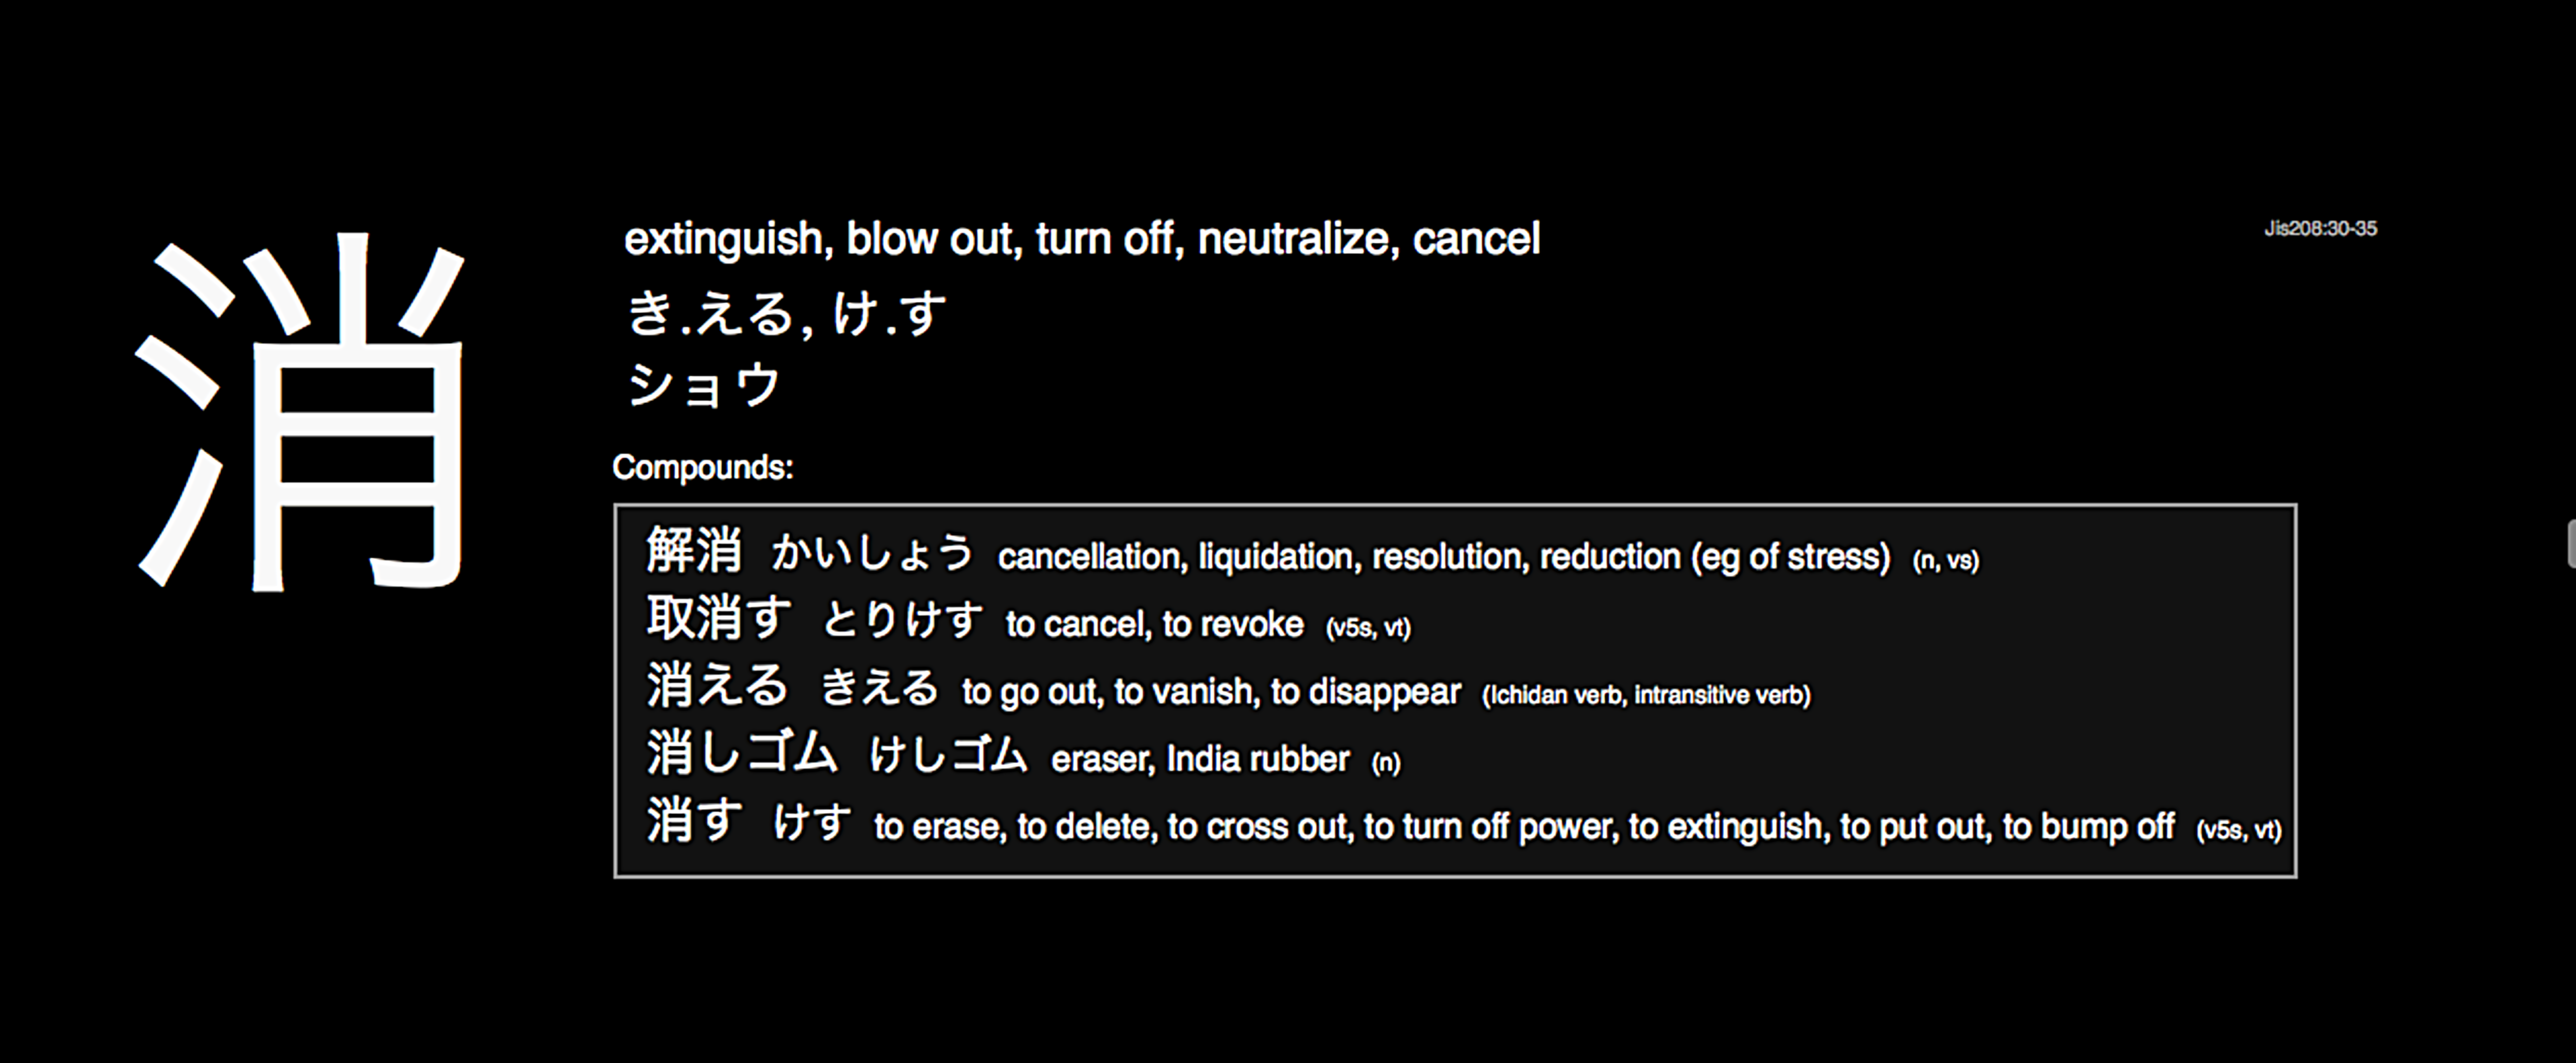 消
extinguish, blow out, turn off, neutralize, cancel
Jis208:30-35
き.える, け.す
ショウ
Compounds:
解消 かいしょう cancellation, liquidation, resolution, reduction (eg of stress) (n, vs)
取消す とりけす to cancel, to revoke (v5s, vt)
消える きえる to go out, to vanish, to disappear (Ichidan verb, intransitive verb)
消しゴム けしゴム eraser, India rubber (n)
消す けす to erase, to delete, to cross out, to turn off power, to extinguish, to put out, to bump off (v5s, vt)